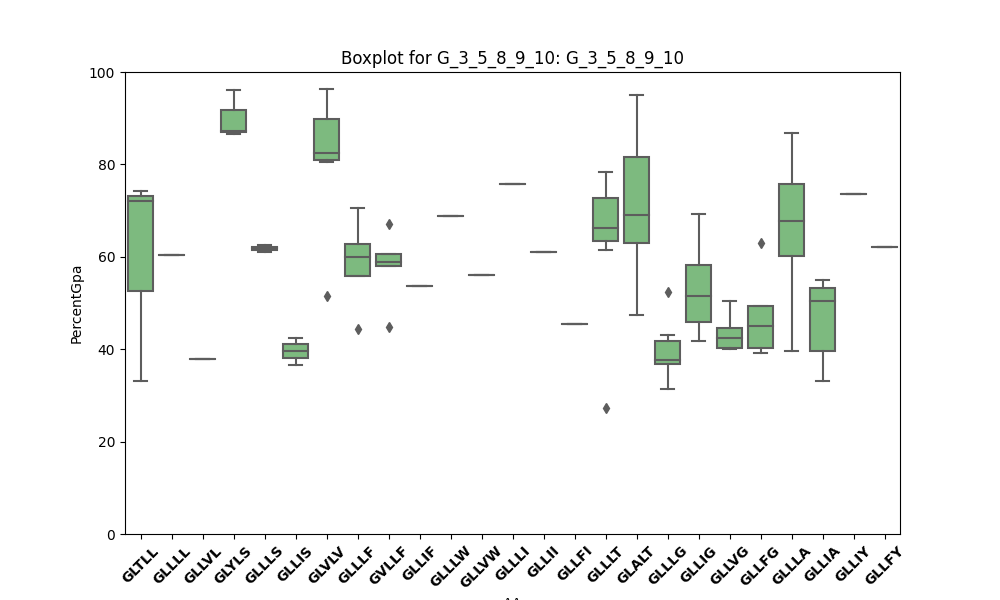 Boxplot for G_3_5_8_9_10: G_3_5_8_9_10
PercentGpa
100
80
60
40
20
0
GLTLL
GLLLL
GLLVL
GLYLS
GLLLS
GLLIS
GLVLV
GLLLF
GVLLF
GLLIF
GLLLW
GLLVW
GLLLI
GLLII
GLLFI
GLLLT
GLALT
GLLLG
GLLIG
GLLVG
GLLFG
GLLLA
GLLIA
GLLIY
GLLFY